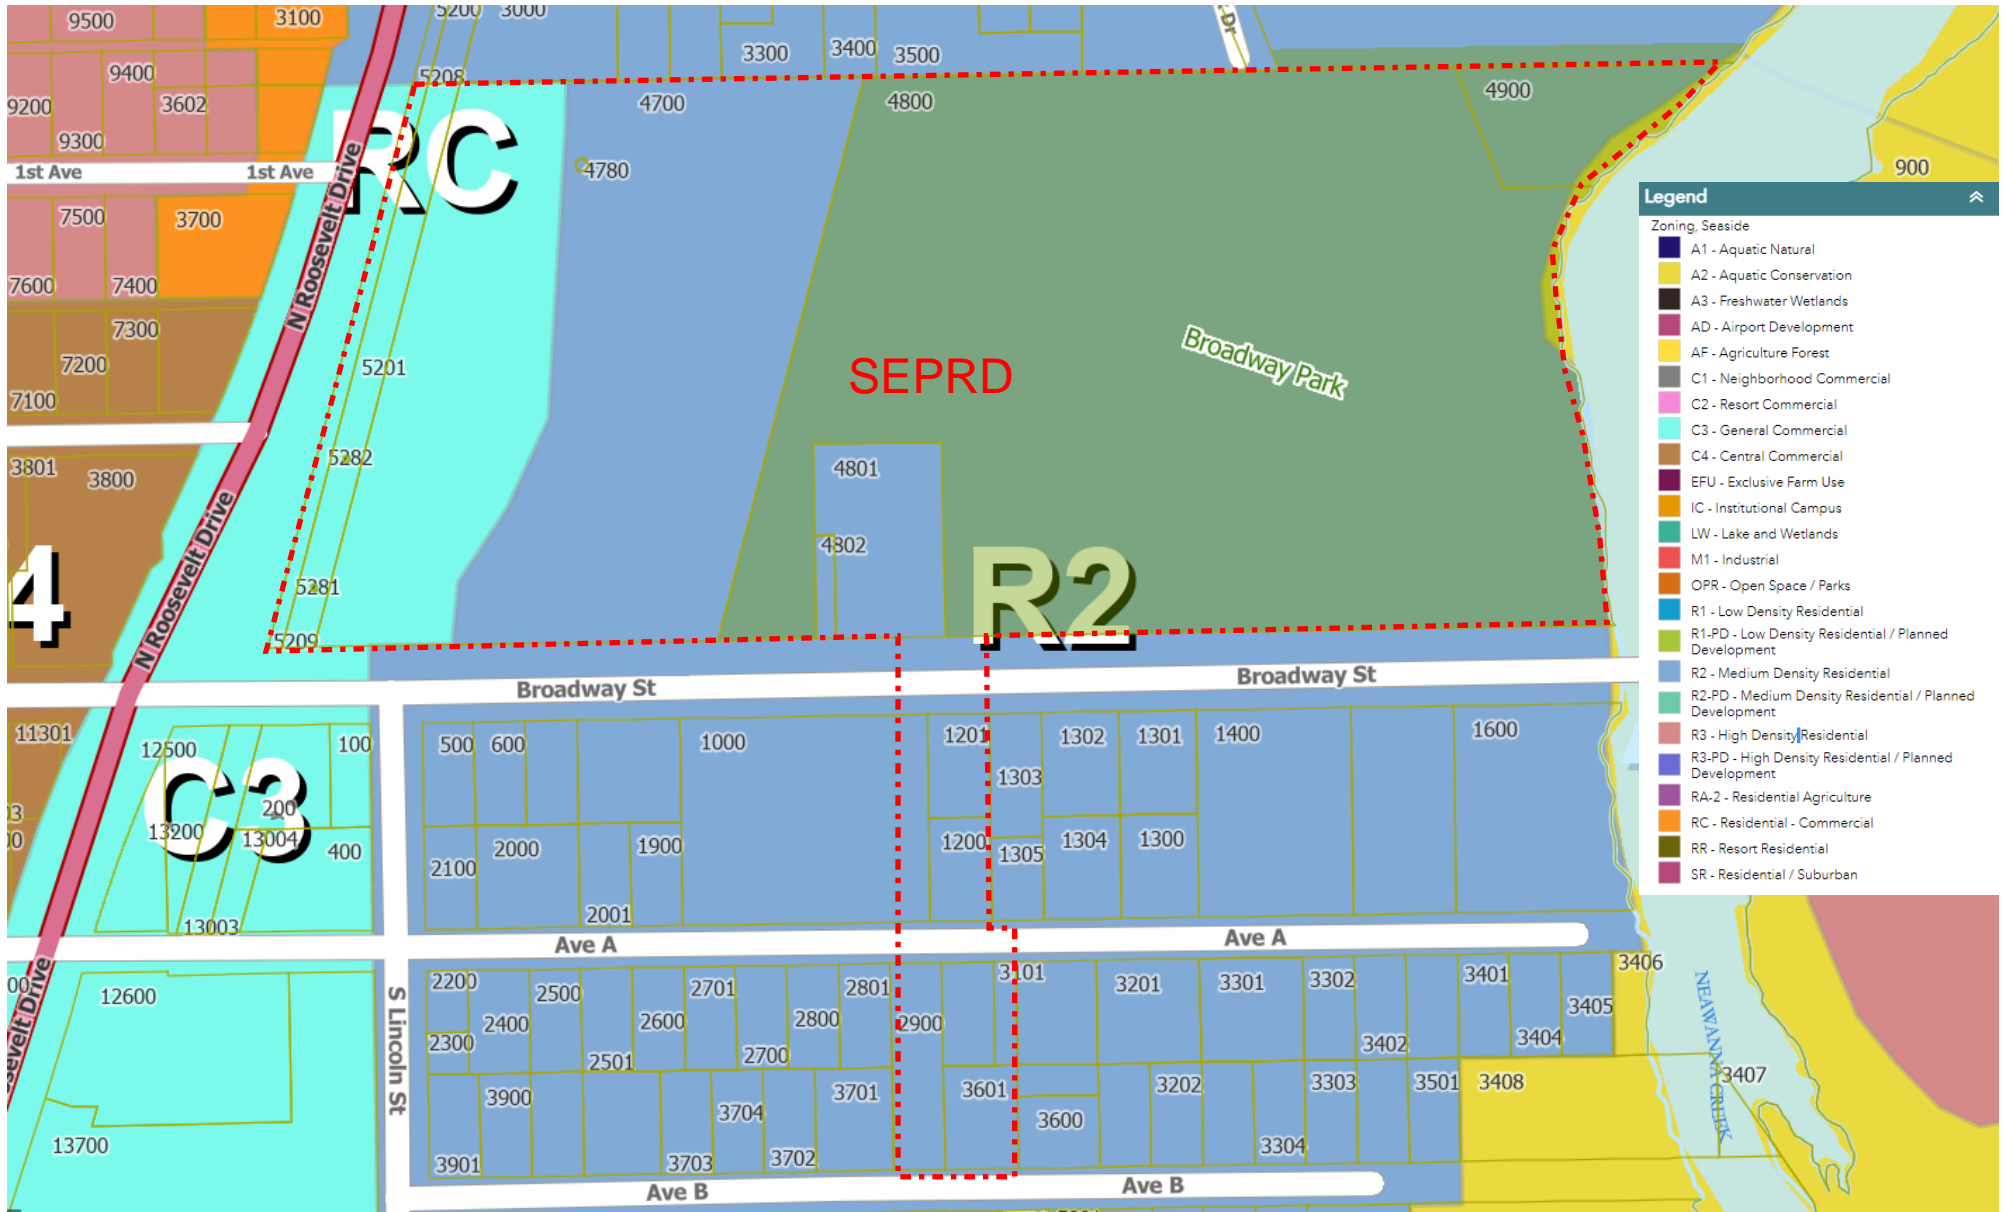 9500
3100
5200
3000
3300
3400
3500
Dr
9400
5208
4700
4800
4900
9200
3602
RC
9300
4780
900
1st Ave
1st Ave
7500
3700
N Roosevelt Drive
7600
7400
7300
Broadway Park
7200
5201
SEPRD
7100
3801
3800
5282
4801
N Roosevelt Drive
4802
4
5281
R2
5209
Broadway St
Broadway St
11301
12500
100
500
600
1000
1201
1302
1301
1400
1600
1303
C3
200
13200
13004
400
2100
2000
1900
1200
1305
1304
1300
13003
2001
Ave A
Ave A
12600
S Lincoln St
2200
2500
2701
2801
3101
3201
3301
3302
3401
3406
2400
2600
2800
2900
3405
2300
2501
2700
3402
3404
NEAWANNA CREEK
3900
3704
3701
3601
3202
3303
3501
3408
3407
3600
13700
3901
3703
3702
3304
Ave B
Ave B
Legend
Zoning, Seaside
A1 - Aquatic Natural
A2 - Aquatic Conservation
A3 - Freshwater Wetlands
AD - Airport Development
AF - Agriculture Forest
C1 - Neighborhood Commercial
C2 - Resort Commercial
C3 - General Commercial
C4 - Central Commercial
EFU - Exclusive Farm Use
IC - Institutional Campus
LW - Lake and Wetlands
M1 - Industrial
OPR - Open Space / Parks
R1 - Low Density Residential
R1-PD - Low Density Residential / Planned
Development
R2 - Medium Density Residential
R2-PD - Medium Density Residential / Planned
Development
R3 - High Density Residential
R3-PD - High Density Residential / Planned
Development
RA-2 - Residential Agriculture
RC - Residential - Commercial
RR - Resort Residential
SR - Residential / Suburban